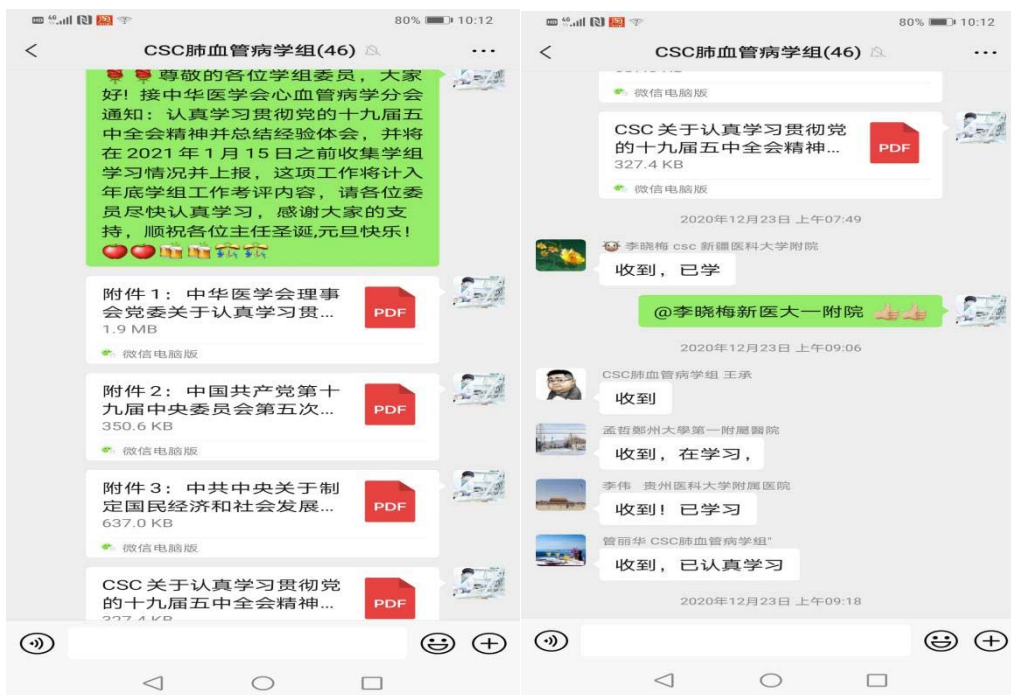 80% 10:12
CSC肺血管病学组(46)
尊敬的各位学组委员，大家
好！接中华医学会心血管病学分会
通知：认真学习贯彻党的十九届五
中全会精神并总结经验体会，并将
在2021年1月15日之前收集学组
学习情况并上报，这项工作将计入
年底学组工作考评内容，请各位委
员尽快认真学习，感谢大家的支
持，顺祝各位主任圣诞,元旦快乐！
附件1：中华医学会理事
会党委关于认真学习贯...
PDF
1.9 MB
微信电脑版
附件2：中国共产党第十
九届中央委员会第五次...
PDF
350.6 KB
微信电脑版
附件3：中共中央关于制
定国民经济和社会发展...
PDF
637.0 KB
微信电脑版
CSC关于认真学习贯彻党
的十九届五中全会精神...
PDF
327.4 KB
80% 10:12
CSC肺血管病学组(46)
微信电脑版
CSC关于认真学习贯彻党
的十九届五中全会精神...
PDF
327.4 KB
微信电脑版
2020年12月23日 上午07:49
李晓梅 csc 新疆医科大学附院
收到，已学
@李晓梅新医大一附院
2020年12月23日 上午09:06
CSC肺血管病学组 王承
收到
孟哲鄭州大學第一附屬醫院
收到，在学习，
李伟 贵州医科大学附属医院
收到！已学习
管丽华 CSC肺血管病学组"
收到，已认真学习
2020年12月23日 上午09:18